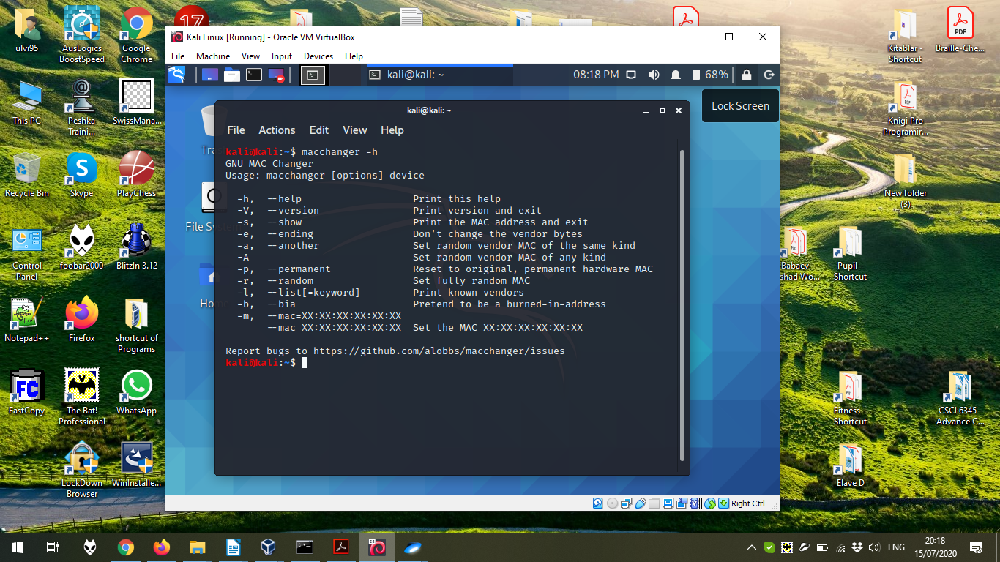 17
Kali Linux [Running] - Oracle VM VirtualBox
File Machine View Input Devices Help
kali@kali: ~
08:18 PM
68%
Lock Screen
kali@kali: ~
File Actions Edit View Help
kali@kali:~$ macchanger -h
GNU MAC Changer
Usage: macchanger [options] device
-h, --help Print this help
-V, --version Print version and exit
-s, --show Print the MAC address and exit
-e, --ending Don't change the vendor bytes
-a, --another Set random vendor MAC of the same kind
-A Set random vendor MAC of any kind
-p, --permanent Reset to original, permanent hardware MAC
-r, --random Set fully random MAC
-l, --list[=keyword] Print known vendors
-b, --bia Pretend to be a burned-in-address
-m, --mac=XX:XX:XX:XX:XX:XX
--mac XX:XX:XX:XX:XX:XX Set the MAC XX:XX:XX:XX:XX:XX
Report bugs to https://github.com/alobbs/macchanger/issues
kali@kali:~$
File Sys
Right Ctrl
ulvi95
AusLogics
BoostSpeed
Google
Chrome
This PC
Peshka
Traini...
SwissMana...
Recycle Bin
Skype
PlayChess
Control
Panel
foobar2000
BlitzIn 3.12
Notepad++
Firefox
shortcut of
Programs
FC
FastCopy
The Bat!
Professional
WhatsApp
LockDown
Browser
WinInstalle...
Kitablar -
Shortcut
PDF
Braille-Che...
Knigi Pro
Programir...
New folder
(3)
Babaev
shad Wo...
Pupil -
Shortcut
Fitness -
Shortcut
CSCI 6345 -
Advance C...
Elave D
ENG
20:18
15/07/2020